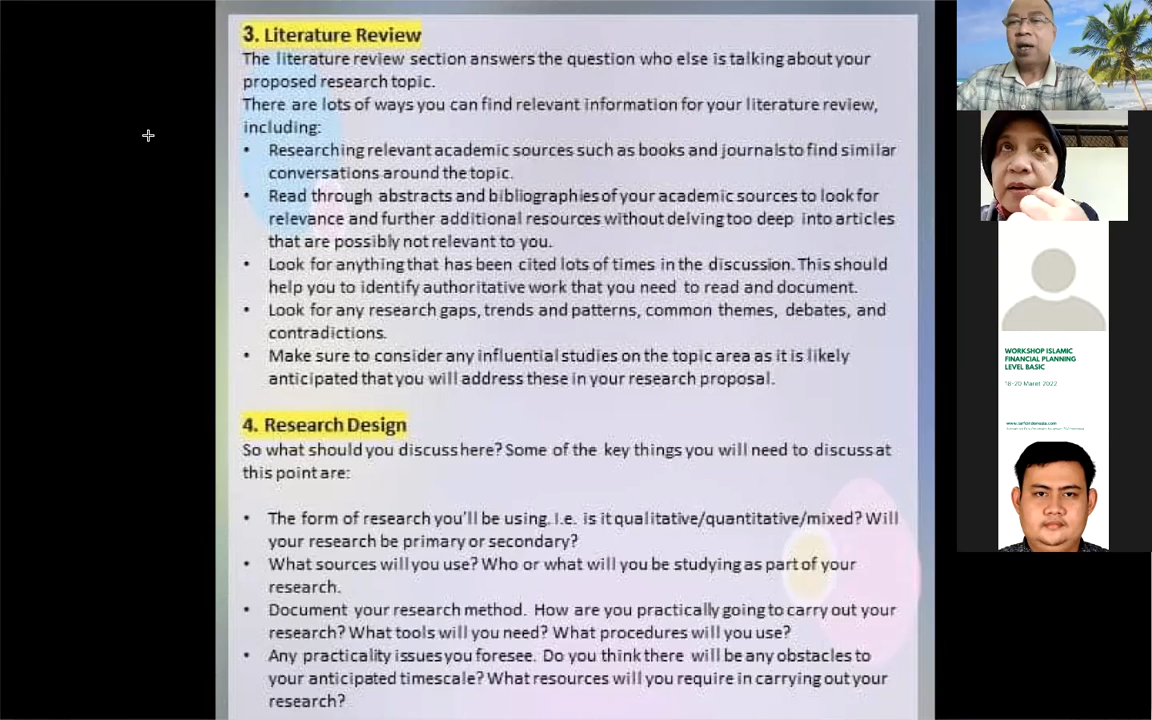 3. Literature Review
The literature review section answers the question who else is talking about your
proposed research topic.
There are lots of ways you can find relevant information for your literature review,
including:
• Researching relevant academic sources such as books and journals to find similar
conversations around the topic.
• Read through abstracts and bibliographies of your academic sources to look for
relevance and further additional resources without delving too deep into articles
that are possibly not relevant to you.
• Look for anything that has been cited lots of times in the discussion. This should
help you to identify authoritative work that you need to read and document.
• Look for any research gaps, trends and patterns, common themes, debates, and
contradictions.
• Make sure to consider any influential studies on the topic area as it is likely
anticipated that you will address these in your research proposal.
4. Research Design
So what should you discuss here? Some of the key things you will need to discuss at
this point are:
• The form of research you'll be using. I.e. is it qualitative/quantitative/mixed? Will
your research be primary or secondary?
• What sources will you use? Who or what will you be studying as part of your
research.
• Document your research method. How are you practically going to carry out your
research? What tools will you need? What procedures will you use?
• Any practicality issues you foresee. Do you think there will be any obstacles to
your anticipated timescale? What resources will you require in carrying out your
research?
WORKSHOP ISLAMIC
FINANCIAL PLANNING
LEVEL BASIC
18-20 Maret 2022